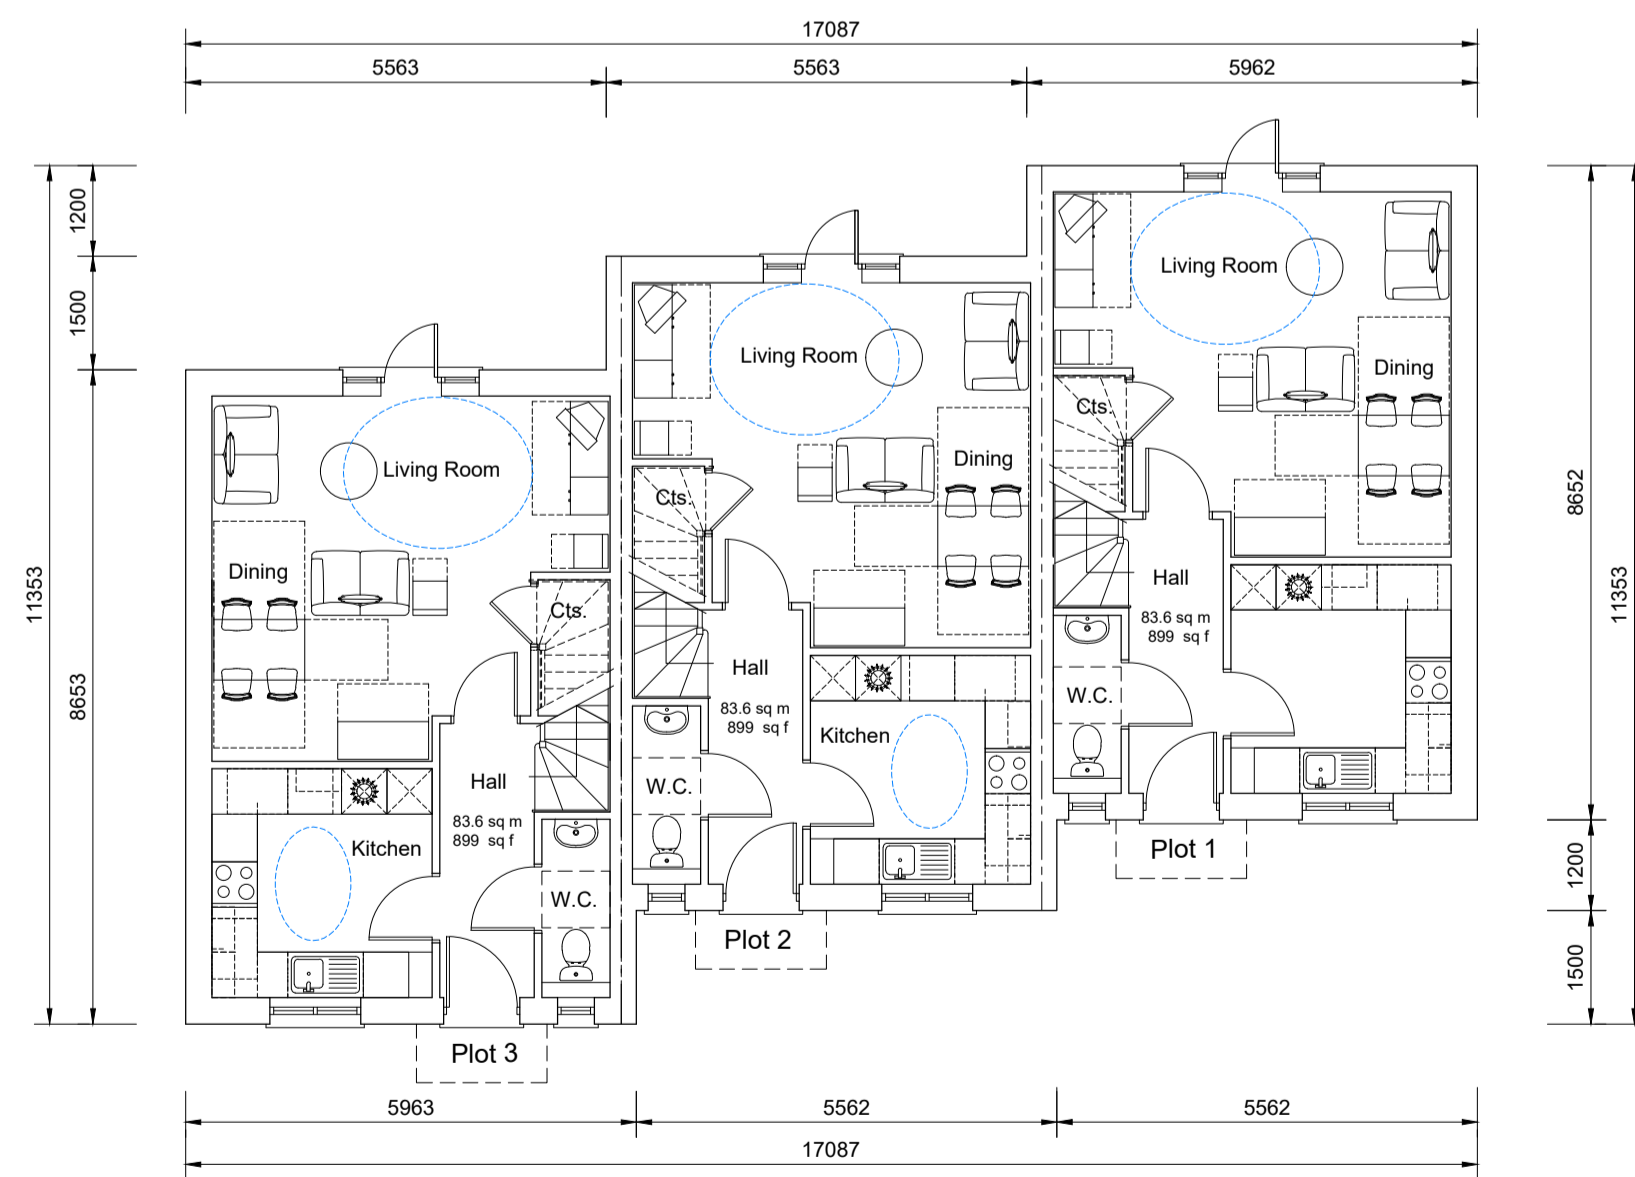 17087
5563
5563
5962
1200
1500
8653
11353
8652
1200
1500
11353
Living Room
Dining
Cts.
Hall
83.6 sq m
899 sq f
W.C.
Plot 1
Living Room
Dining
Cts.
Hall
83.6 sq m
899 sq f
Kitchen
W.C.
Plot 2
Living Room
Dining
Cts.
Hall
83.6 sq m
899 sq f
Kitchen
W.C.
Plot 3
5963
5562
5562
17087